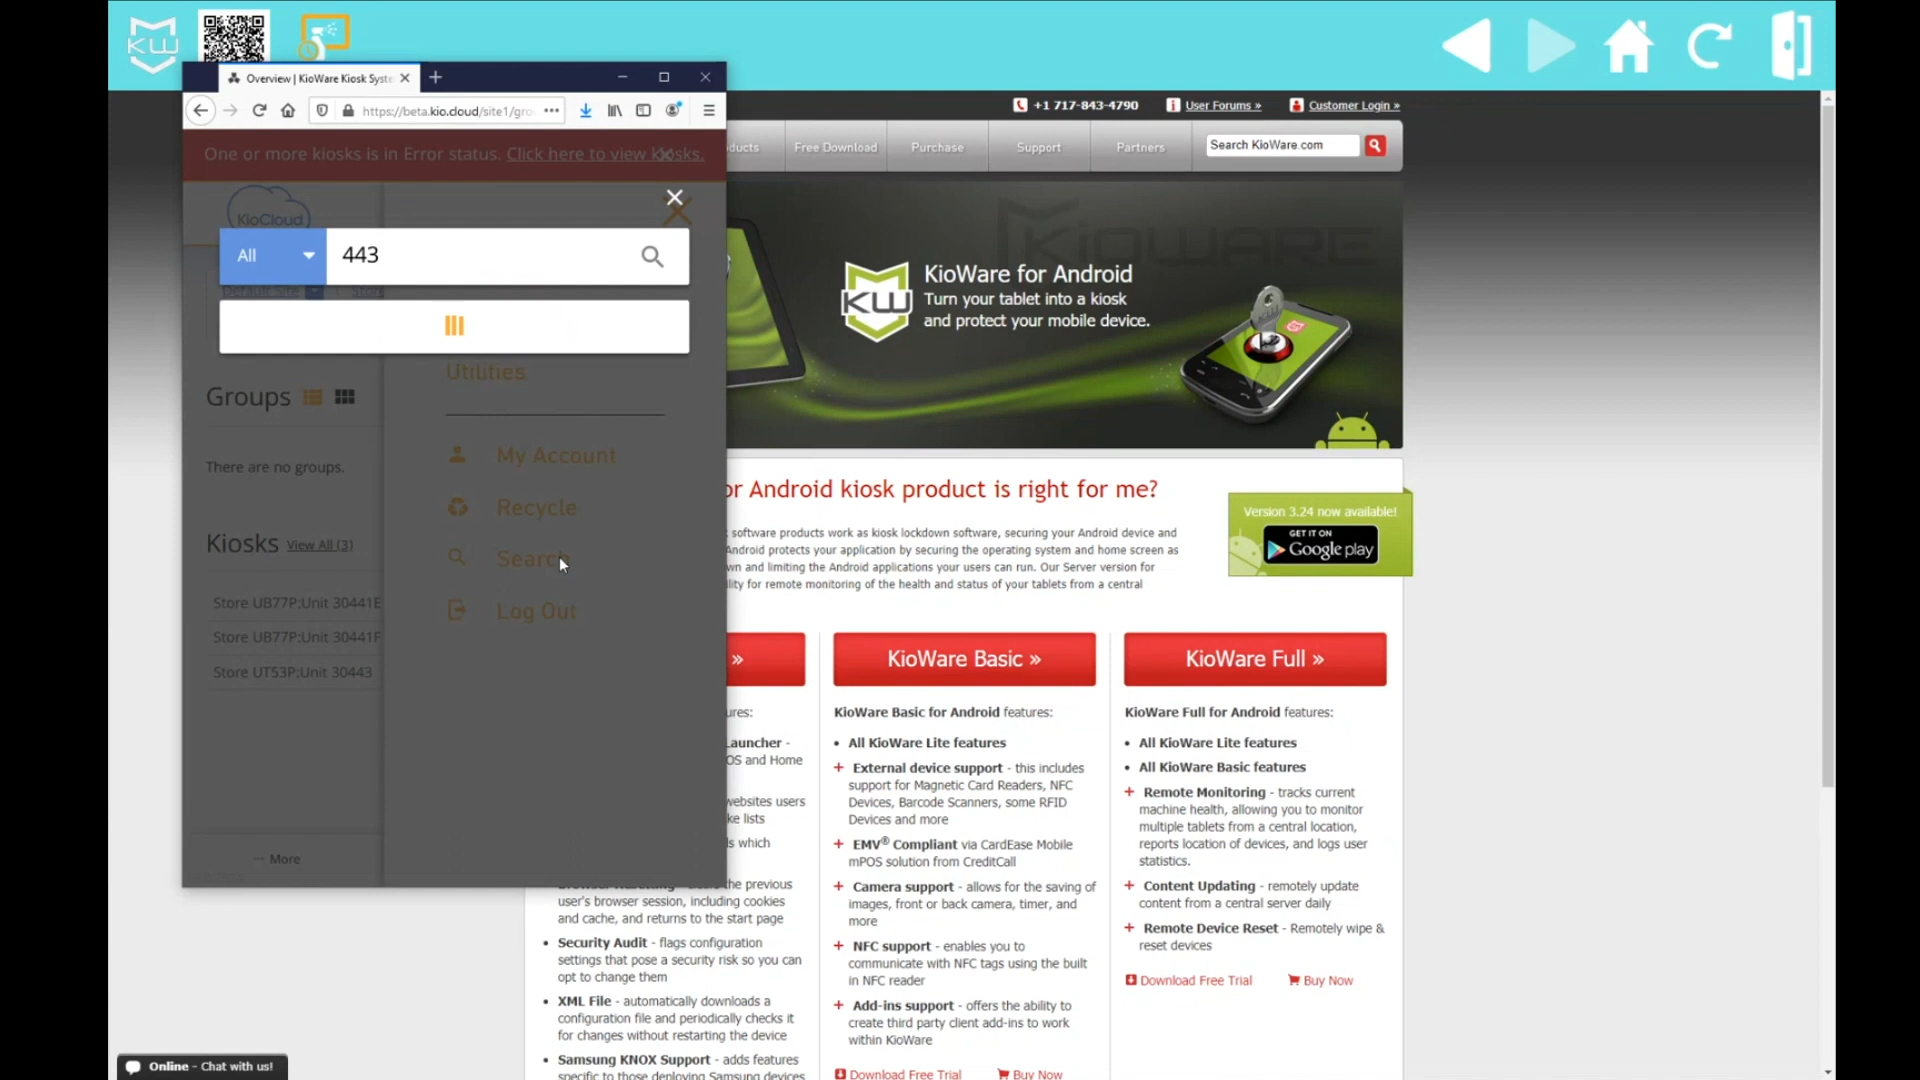 KW
Overview | KioWare Kiosk Syste
https://beta.kio.cloud/site1/gro
One or more kiosks is in Error status. Click here to view kiosks.
KioCloud
All
443
Default Site
Store
Utilities
Groups
There are no groups.
My Account
Recycle
Search
Log Out
Kiosks View All (3)
Store UB77P:Unit 30441E
Store UB77P:Unit 30441F
Store UT53P:Unit 30443
··· More
+1 717-843-4790
User Forums »
Customer Login »
ducts
Free Download
Purchase
Support
Partners
Search KioWare.com
KIOWARE
KW
KioWare for Android
Turn your tablet into a kiosk
and protect your mobile device.
or Android kiosk product is right for me?
software products work as kiosk lockdown software, securing your Android device and
Android protects your application by securing the operating system and home screen as
wn and limiting the Android applications your users can run. Our Server version for
ility for remote monitoring of the health and status of your tablets from a central
Version 3.24 now available!
GET IT ON
Google play
»
ures:
Launcher -
OS and Home
websites users
ke lists
ls which
the previous
user's browser session, including cookies
and cache, and returns to the start page
• Security Audit - flags configuration
settings that pose a security risk so you can
opt to change them
• XML File - automatically downloads a
configuration file and periodically checks it
for changes without restarting the device
• Samsung KNOX Support - adds features
specific to those deploying Samsung devices
KioWare Basic »
KioWare Basic for Android features:
• All KioWare Lite features
+ External device support - this includes
support for Magnetic Card Readers, NFC
Devices, Barcode Scanners, some RFID
Devices and more
+ EMV® Compliant via CardEase Mobile
mPOS solution from CreditCall
+ Camera support - allows for the saving of
images, front or back camera, timer, and
more
+ NFC support - enables you to
communicate with NFC tags using the built
in NFC reader
+ Add-ins support - offers the ability to
create third party client add-ins to work
within KioWare
Download Free Trial
Buy Now
KioWare Full »
KioWare Full for Android features:
• All KioWare Lite features
• All KioWare Basic features
+ Remote Monitoring - tracks current
machine health, allowing you to monitor
multiple tablets from a central location,
reports location of devices, and logs user
statistics.
+ Content Updating - remotely update
content from a central server daily
+ Remote Device Reset - Remotely wipe &
reset devices
Download Free Trial
Buy Now
Online - Chat with us!